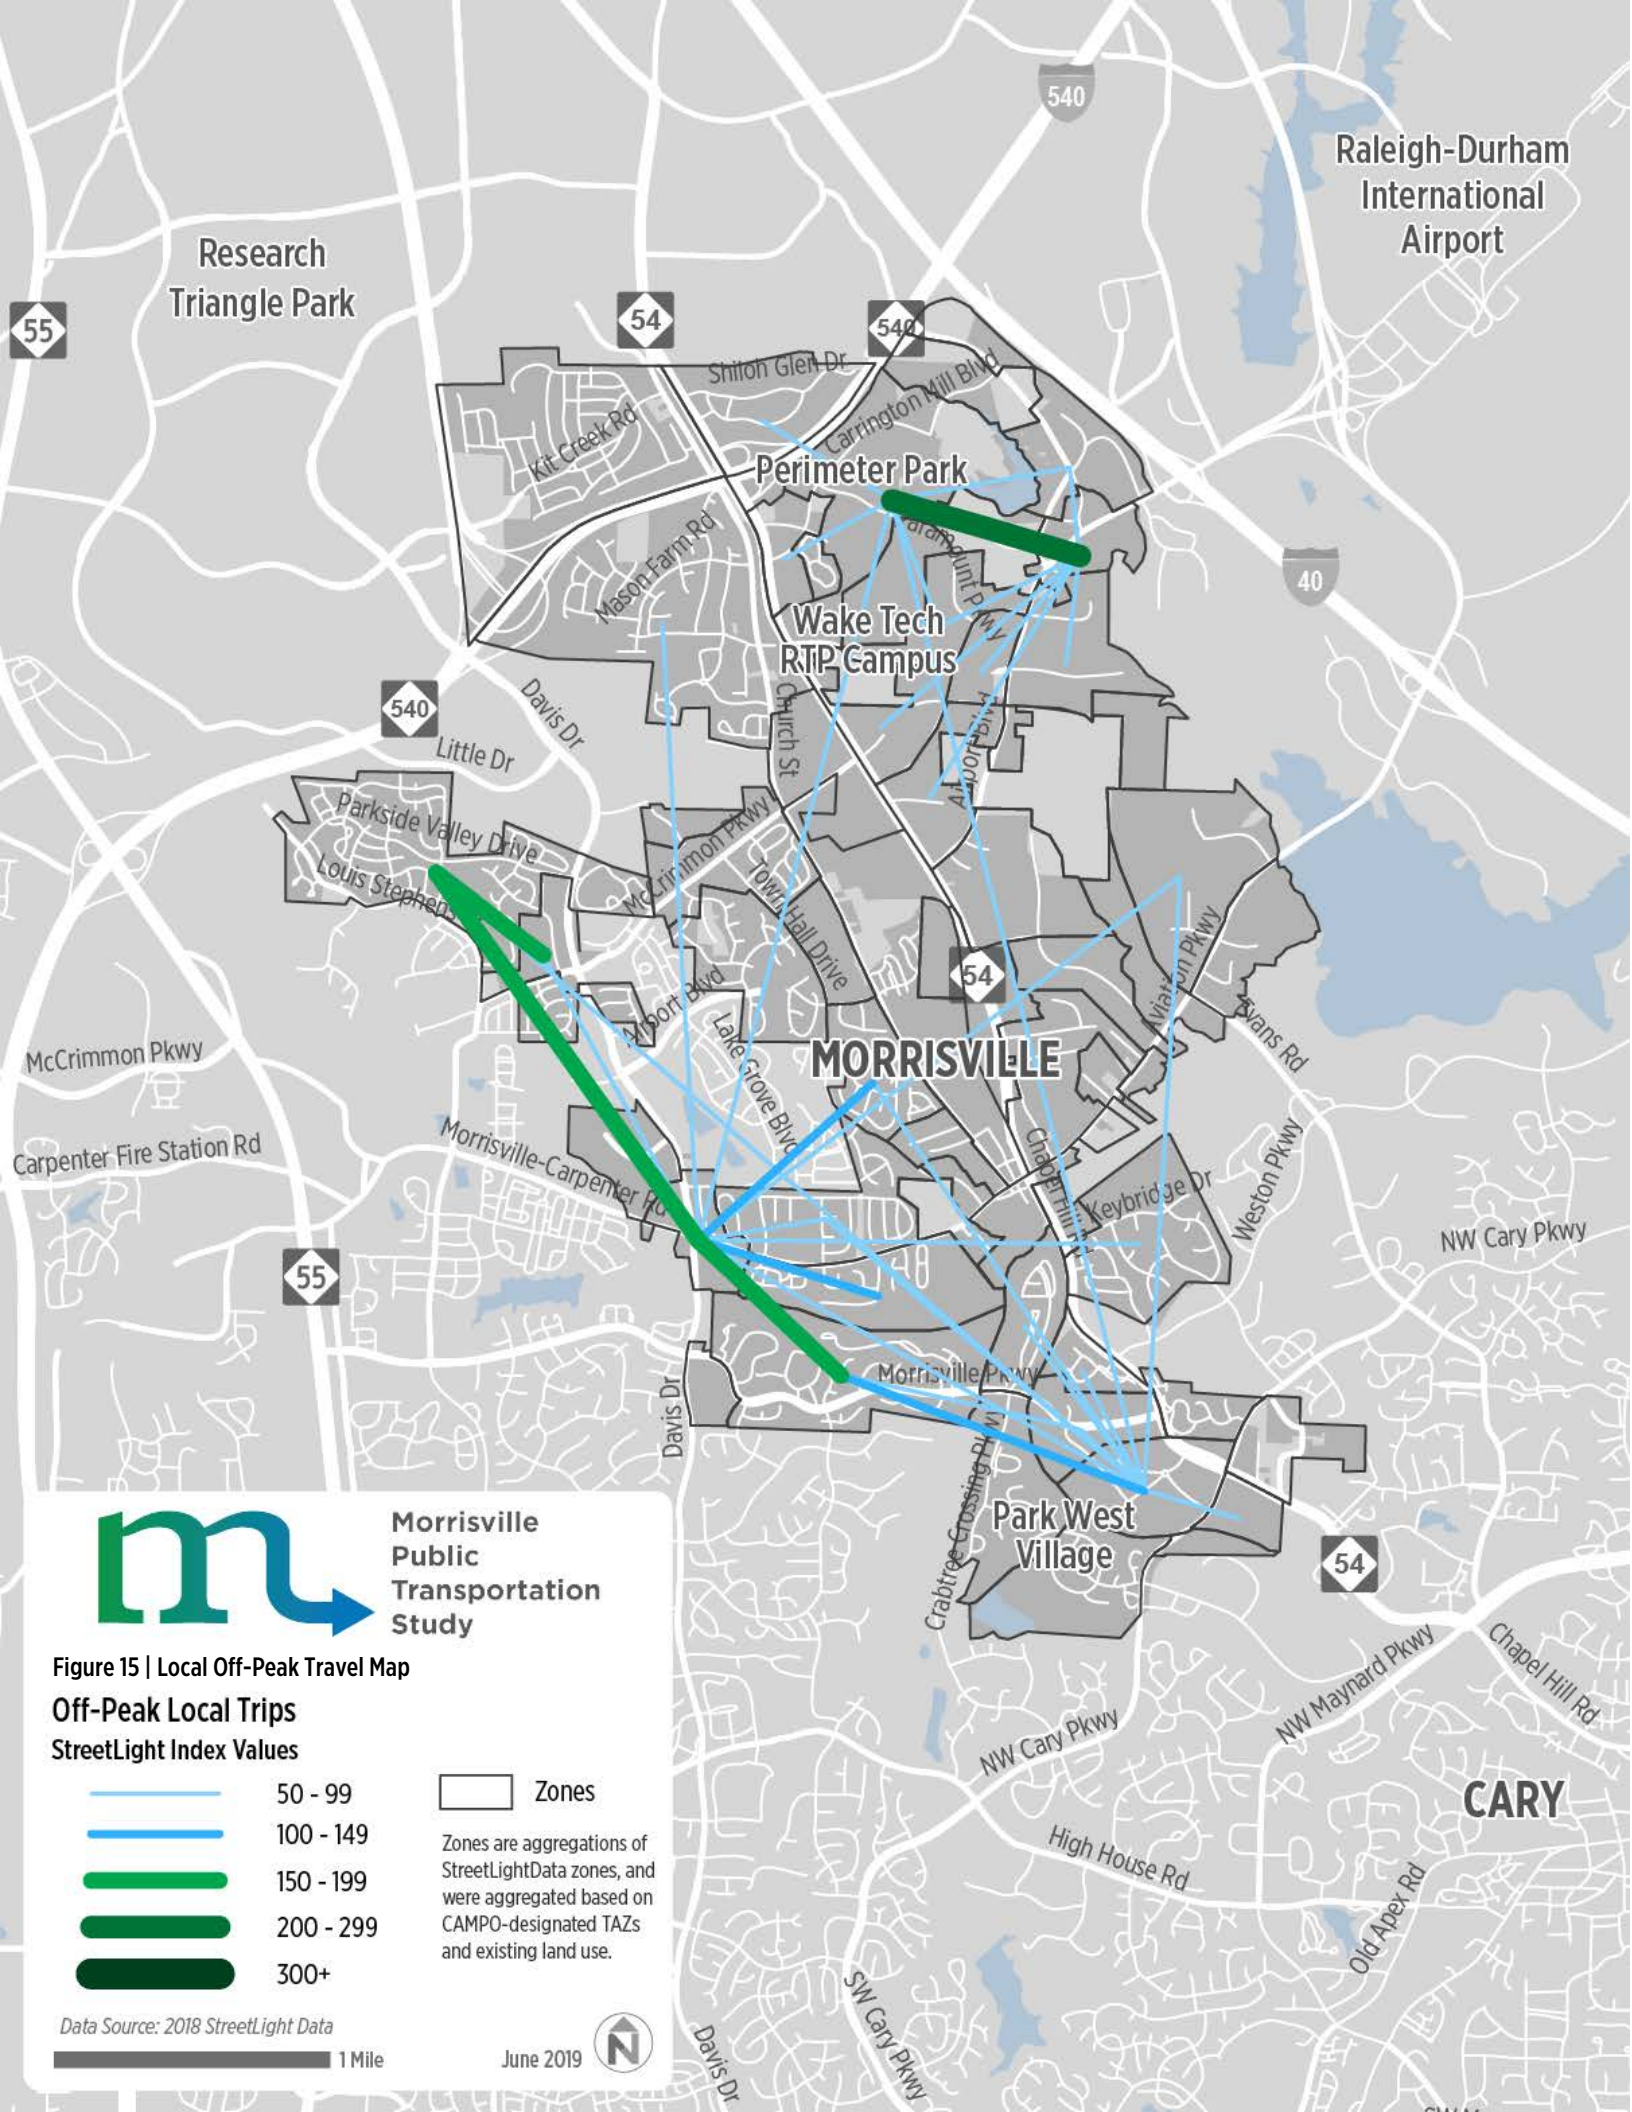 540
Raleigh-Durham
International
Airport
Research
Triangle Park
55
54
540
Shiloh Glen Dr
Carrington Mill Blvd
Kit Creek Rd
Perimeter Park
Paramount Pkwy
Mason Farm Rd
40
Wake Tech
RTP Campus
Church St
Davis Dr
540
Little Dr
Airport Blvd
Parkside Valley Drive
Louis Stephens
McCrimmon Pkwy
Town Hall Drive
54
Aviation Pkwy
Evans Rd
Airport Blvd
Lake Grove Blvd
MORRISVILLE
McCrimmon Pkwy
Carpenter Fire Station Rd
Morrisville-Carpenter Rd
Chapel Hill
Keybridge Dr
Weston Pkwy
NW Cary Pkwy
55
Morrisville Pkwy
Davis Dr
Crabtree Crossing Pkwy
Park West
Village
54
Chapel Hill Rd
NW Maynard Pkwy
NW Cary Pkwy
CARY
High House Rd
Old Apex Rd
SW Cary Pkwy
Davis Dr
m
Morrisville
Public
Transportation
Study
Figure 15 | Local Off-Peak Travel Map
Off-Peak Local Trips
StreetLight Index Values
50 - 99
100 - 149
150 - 199
200 - 299
300+
Zones
Zones are aggregations of
StreetLightData zones, and
were aggregated based on
CAMPO-designated TAZs
and existing land use.
Data Source: 2018 StreetLight Data
1 Mile
June 2019
N